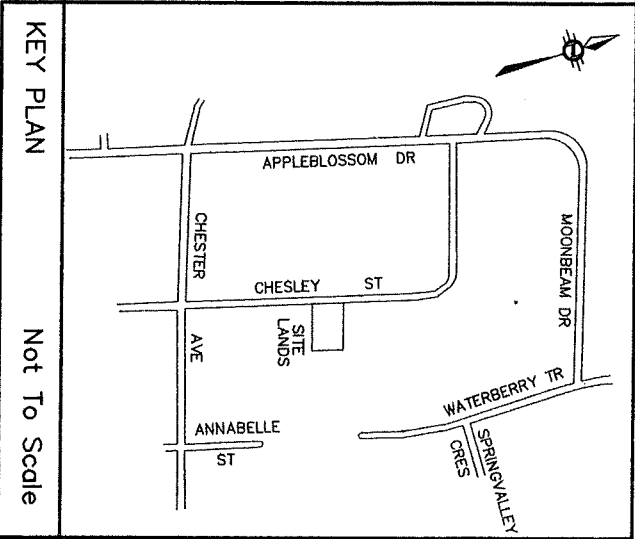 APPLEBLOSSOM DR
MOONBEAM DR
CHESTER
AVE
CHESLEY ST
SITE
LANDS
WATERBERRY TR
SPRINGVALLEY
CRES
ANNABELLE
ST
KEY PLAN Not To Scale